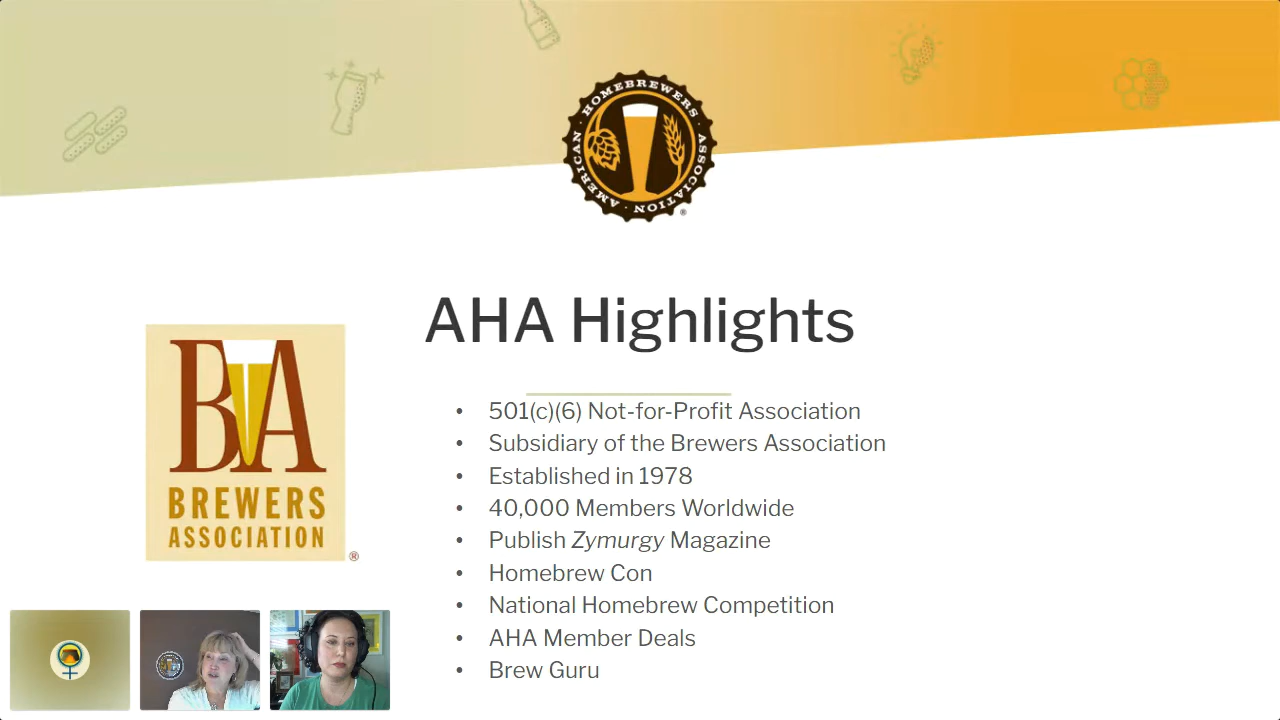 AMERICAN · HOMEBREWERS · ASSOCIATION ·
®
AHA Highlights
BA
BREWERS
ASSOCIATION
®
• 501(c)(6) Not-for-Profit Association
• Subsidiary of the Brewers Association
• Established in 1978
• 40,000 Members Worldwide
• Publish Zymurgy Magazine
• Homebrew Con
• National Homebrew Competition
• AHA Member Deals
• Brew Guru